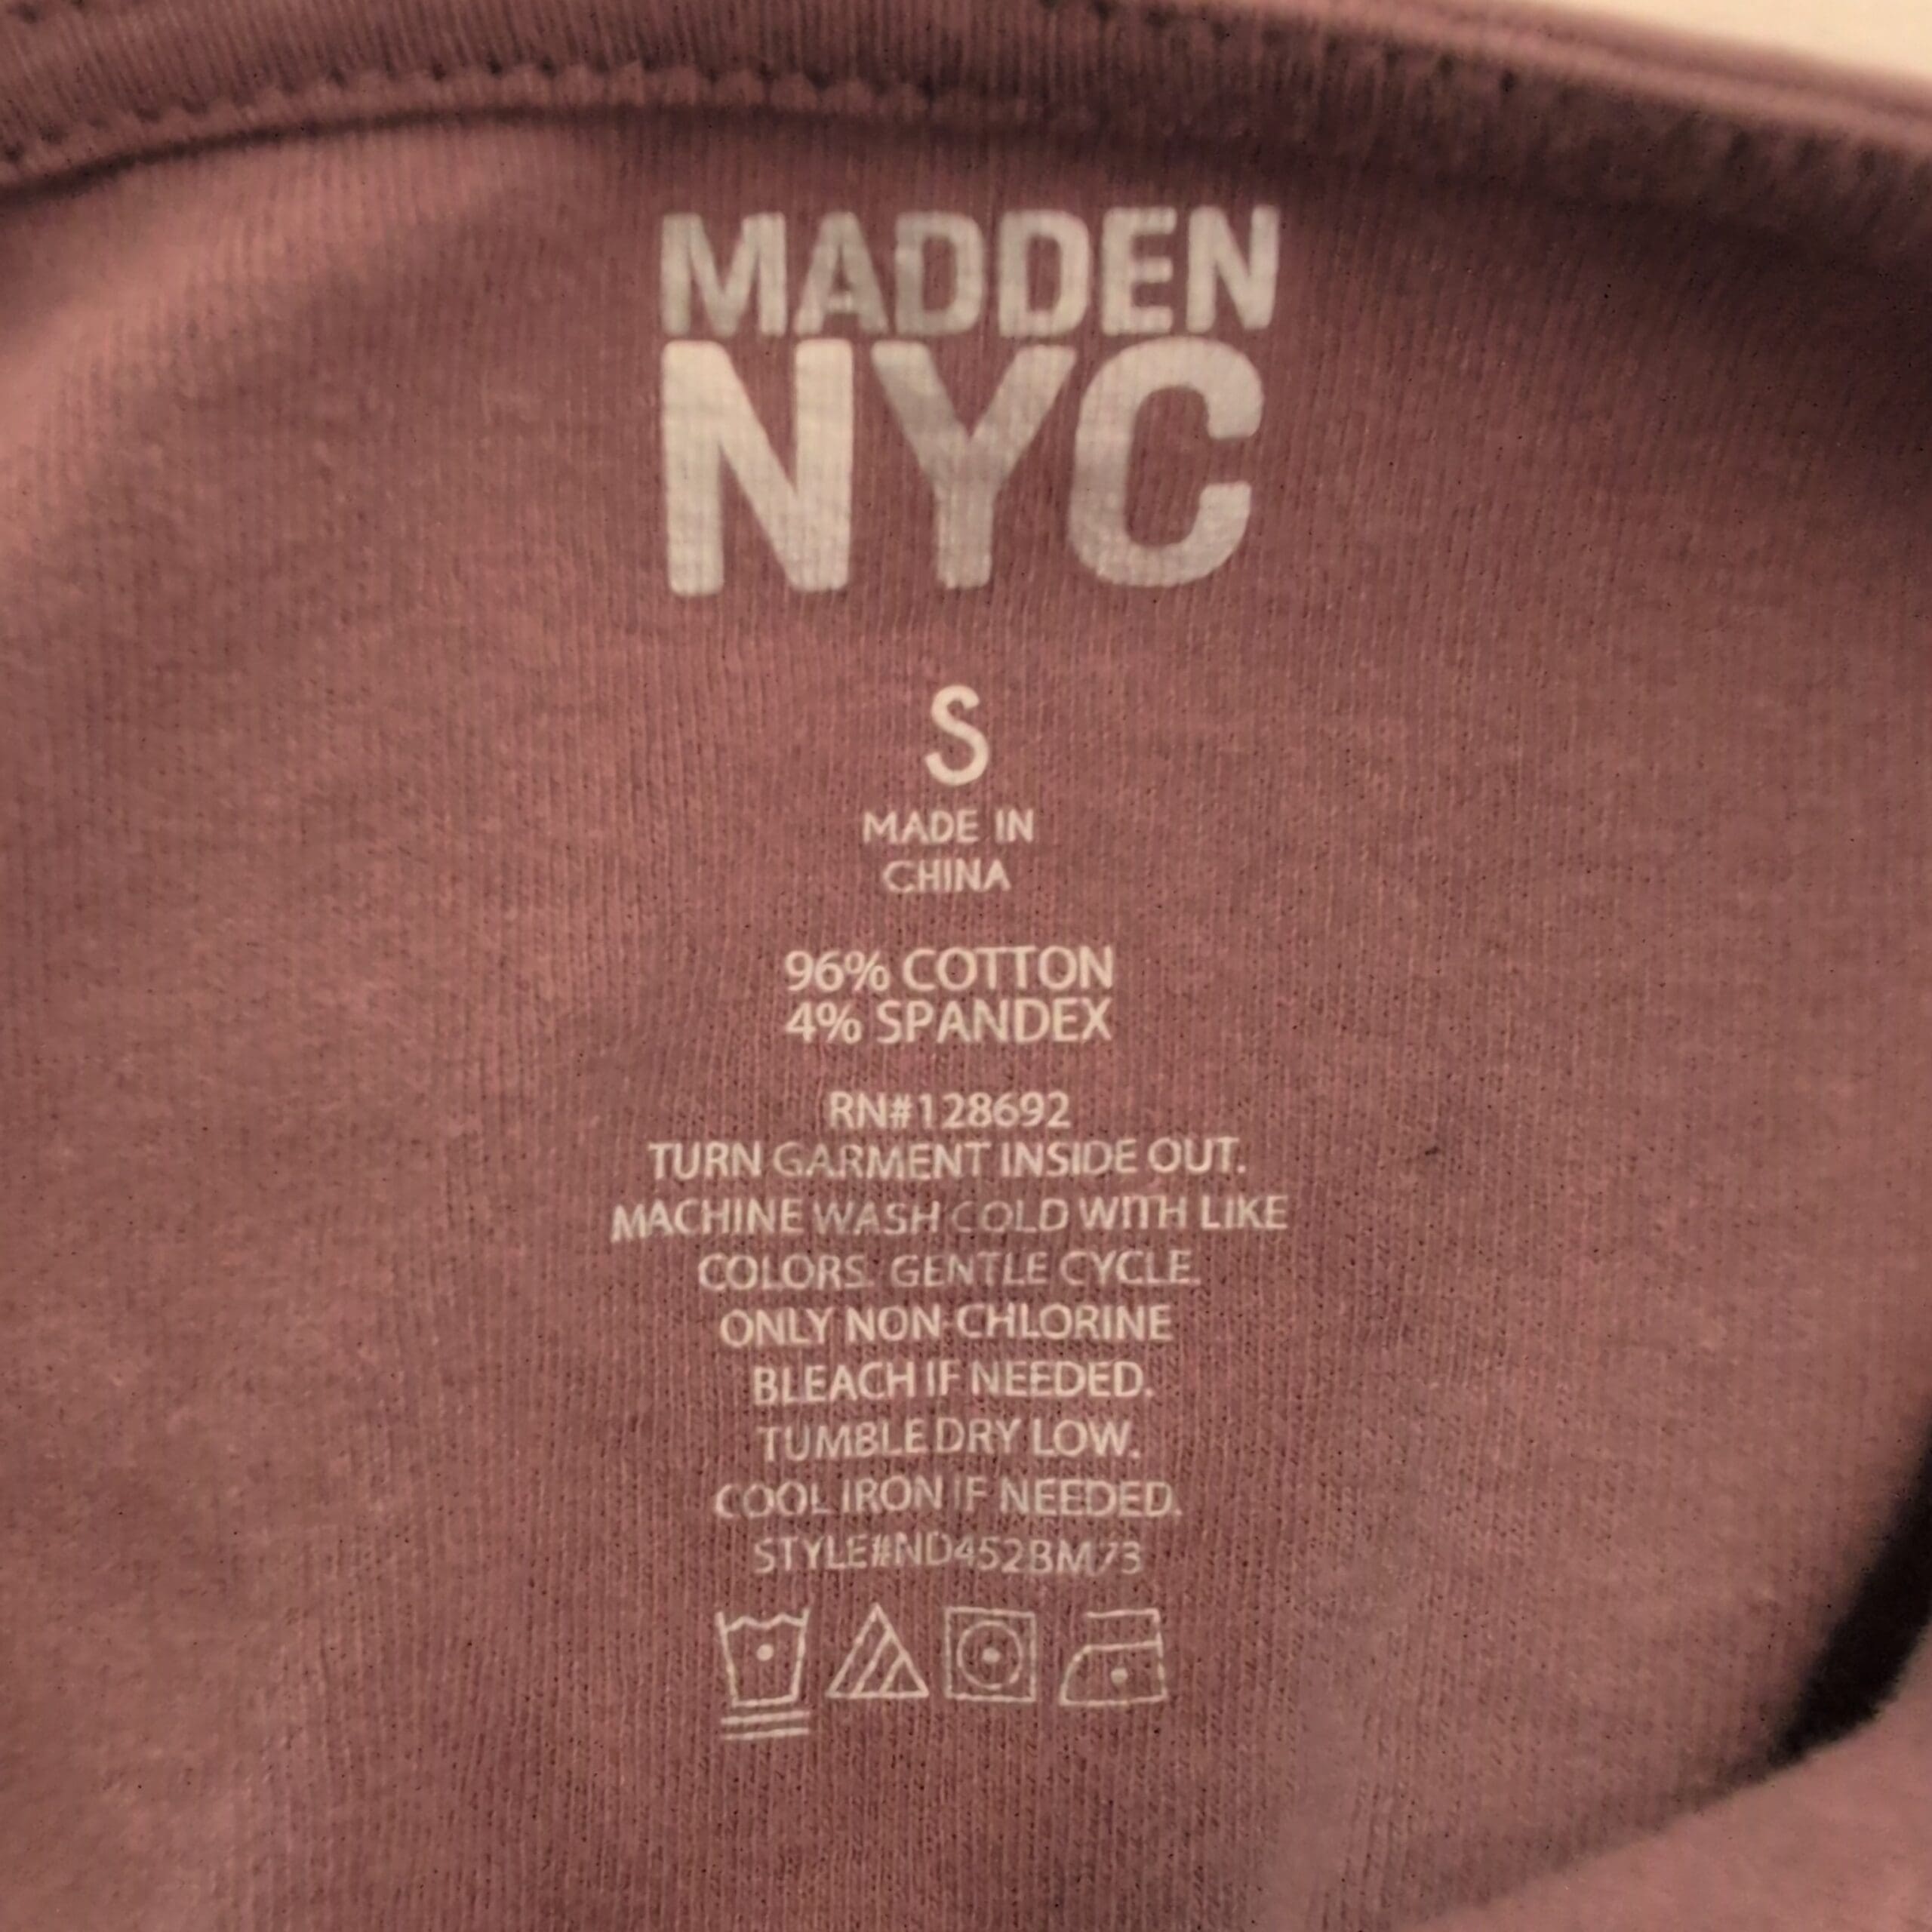 MADDEN
NYC
S
MADE IN
CHINA
96% COTTON
4% SPANDEX
RN#128692
TURN GARMENT INSIDE OUT.
MACHINE WASH COLD WITH LIKE
COLORS. GENTLE CYCLE.
ONLY NON-CHLORINE
BLEACH IF NEEDED.
TUMBLE DRY LOW.
COOL IRON IF NEEDED.
STYLE#ND452BM73